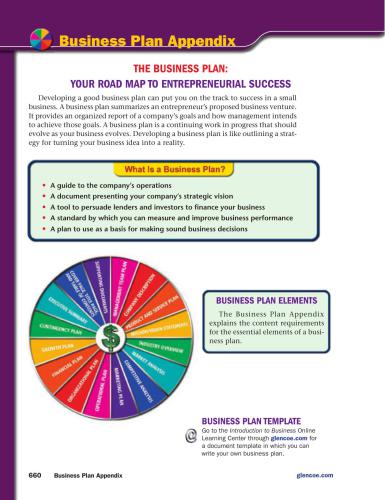 Business Plan Appendix
THE BUSINESS PLAN:
YOUR ROAD MAP TO ENTREPRENEURIAL SUCCESS
Developing a good business plan can put you on the track to success in a small
business. A business plan summarizes an entrepreneur's proposed business venture.
It provides an organized report of a company's goals and how management intends
to achieve those goals. A business plan is a continuing work in progress that should
evolve as your business evolves. Developing a business plan is like outlining a strat-
egy for turning your business idea into a reality.
What Is a Business Plan?
• A guide to the company's operations
• A document presenting your company's strategic vision
• A tool to persuade lenders and investors to finance your business
• A standard by which you can measure and improve business performance
• A plan to use as a basis for making sound business decisions
MANAGEMENT TEAM PLAN
COMPANY DESCRIPTION
PRODUCT AND SERVICE PLAN
MISSION/VISION STATEMENTS
INDUSTRY OVERVIEW
MARKET ANALYSIS
COMPETITIVE ANALYSIS
MARKETING PLAN
OPERATIONAL PLAN
ORGANIZATIONAL PLAN
FINANCIAL PLAN
GROWTH PLAN
CONTINGENCY PLAN
EXECUTIVE SUMMARY
COVER PAGE, TITLE PAGE,
AND TABLE OF CONTENTS
SUPPORTING DOCUMENTS
$
BUSINESS PLAN ELEMENTS
The Business Plan Appendix
explains the content requirements
for the essential elements of a busi-
ness plan.
BUSINESS PLAN TEMPLATE
@ Go to the Introduction to Business Online
Learning Center through glencoe.com for
a document template in which you can
write your own business plan.
660 Business Plan Appendix
glencoe.com